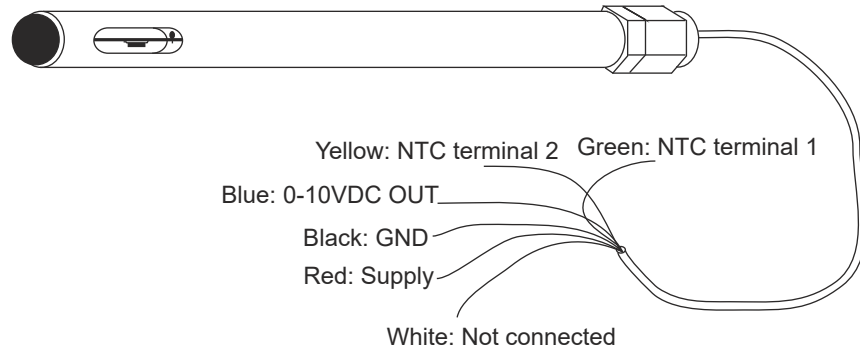 Yellow: NTC terminal 2
Green: NTC terminal 1
Blue: 0-10VDC OUT
Black: GND
Red: Supply
White: Not connected